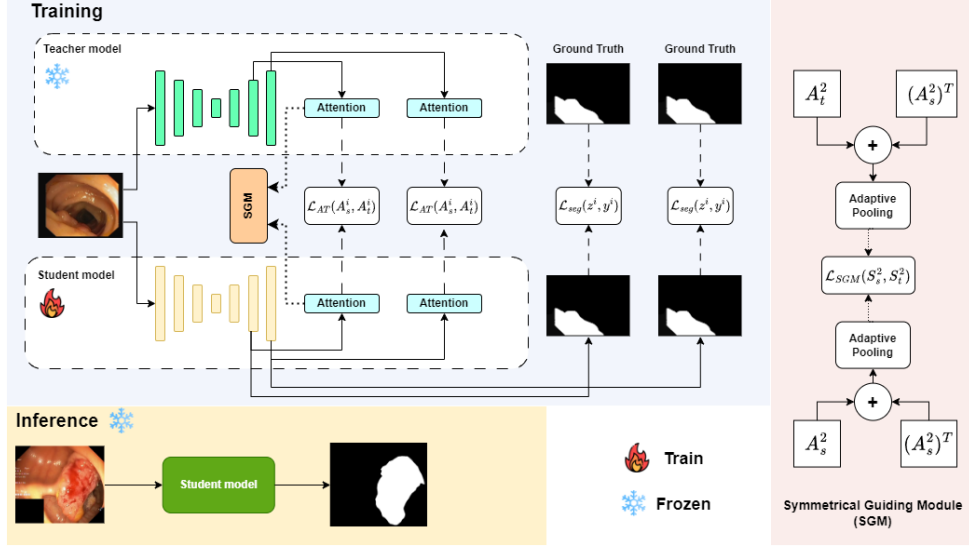 Training
Teacher model
Attention
Attention
Ground Truth
Ground Truth
SGM
$\mathcal{L}_{AT}(A_s^i, A_t^i)$
$\mathcal{L}_{AT}(A_s^i, A_t^i)$
$\mathcal{L}_{seg}(z^i, y^i)$
$\mathcal{L}_{seg}(z^i, y^i)$
Student model
Attention
Attention
Inference
Student model
Train
Frozen
$A_t^2$
$(A_s^2)^T$
+
Adaptive
Pooling
$\mathcal{L}_{SGM}(S_s^2, S_t^2)$
Adaptive
Pooling
+
$A_s^2$
$(A_s^2)^T$
Symmetrical Guiding Module
(SGM)